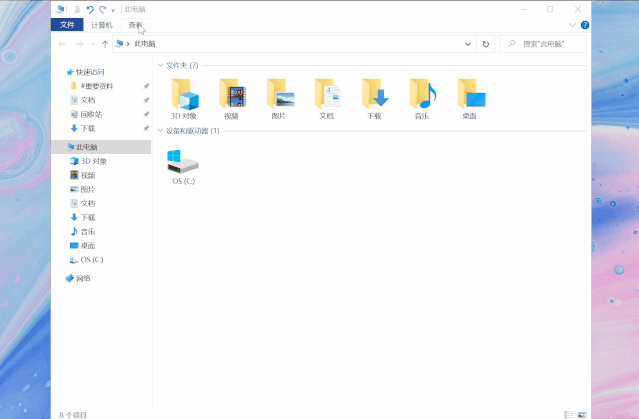 此电脑
文件 计算机 查看
此电脑
搜索"此电脑"
快速访问
#重要资料
文档
回收站
下载
此电脑
3D 对象
视频
图片
文档
下载
音乐
桌面
OS (C:)
网络
文件夹 (7)
3D 对象 视频 图片 文档 下载 音乐 桌面
设备和驱动器 (1)
OS (C:)
8 个项目